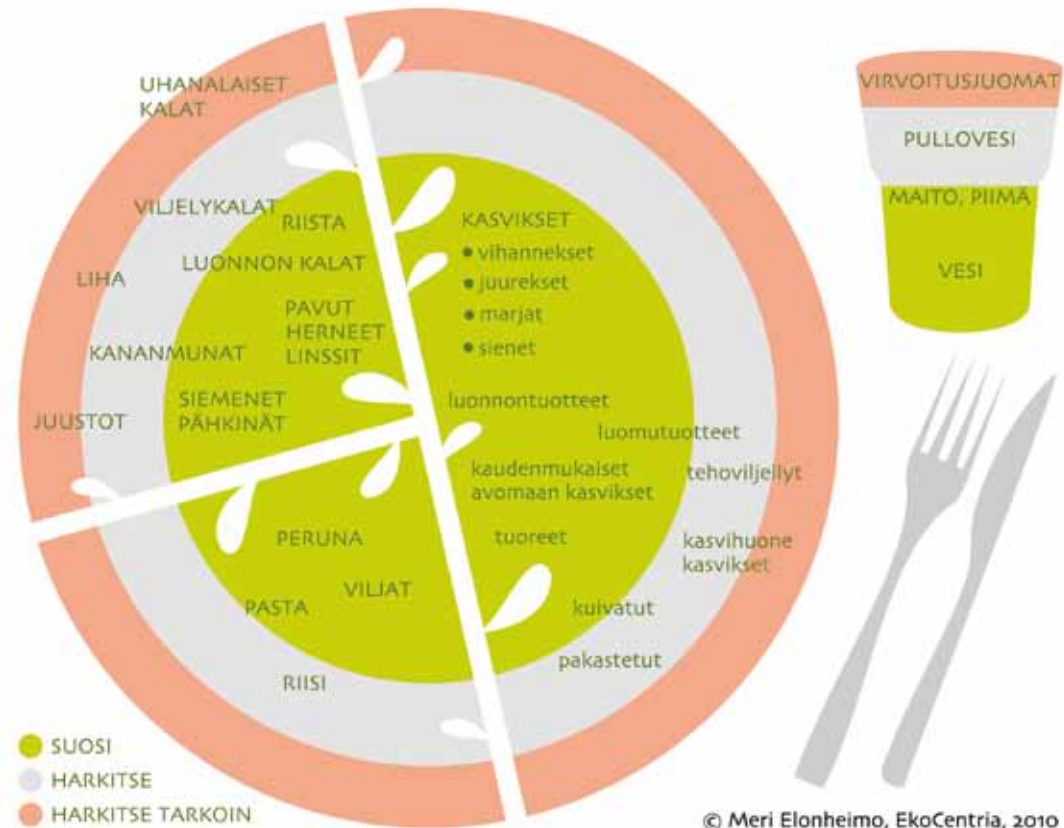 UHANALAISET
KALAT
VILJELYKALAT
RIISTA
LIHA
LUONNON KALAT
PAVUT
HERNEET
LINSSIT
KANANMUNAT
SIEMENET
PÄHKINÄT
JUUSTOT
KASVIKSET
• vihannekset
• juurekset
• marjat
• sienet
luonnontuotteet
luomutuotteet
kaudenmukaiset
avomaan kasvikset
tehoviljellyt
tuoreet
kasvihuone
kasvikset
kuivatut
pakastetut
PERUNA
VILJAT
PASTA
RIISI
VIRVOITUSJUOMAT
PULLOVESI
MAITO, PIIMÄ
VESI
SUOSI
HARKITSE
HARKITSE TARKOIN
© Meri Elonheimo, EkoCentria, 2010